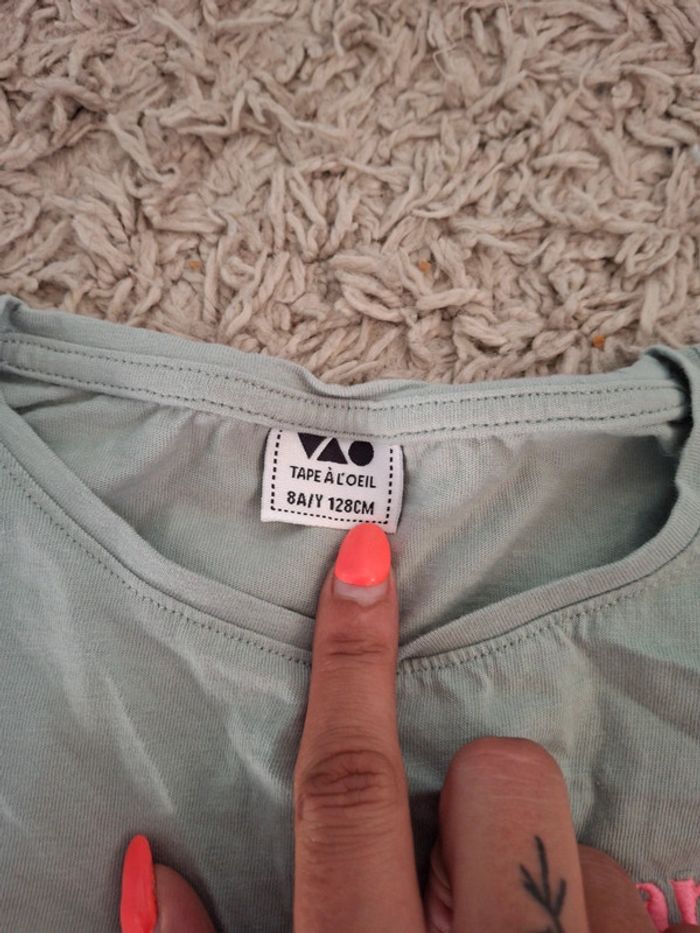 TAPE À L'OEIL
8A/Y 128CM